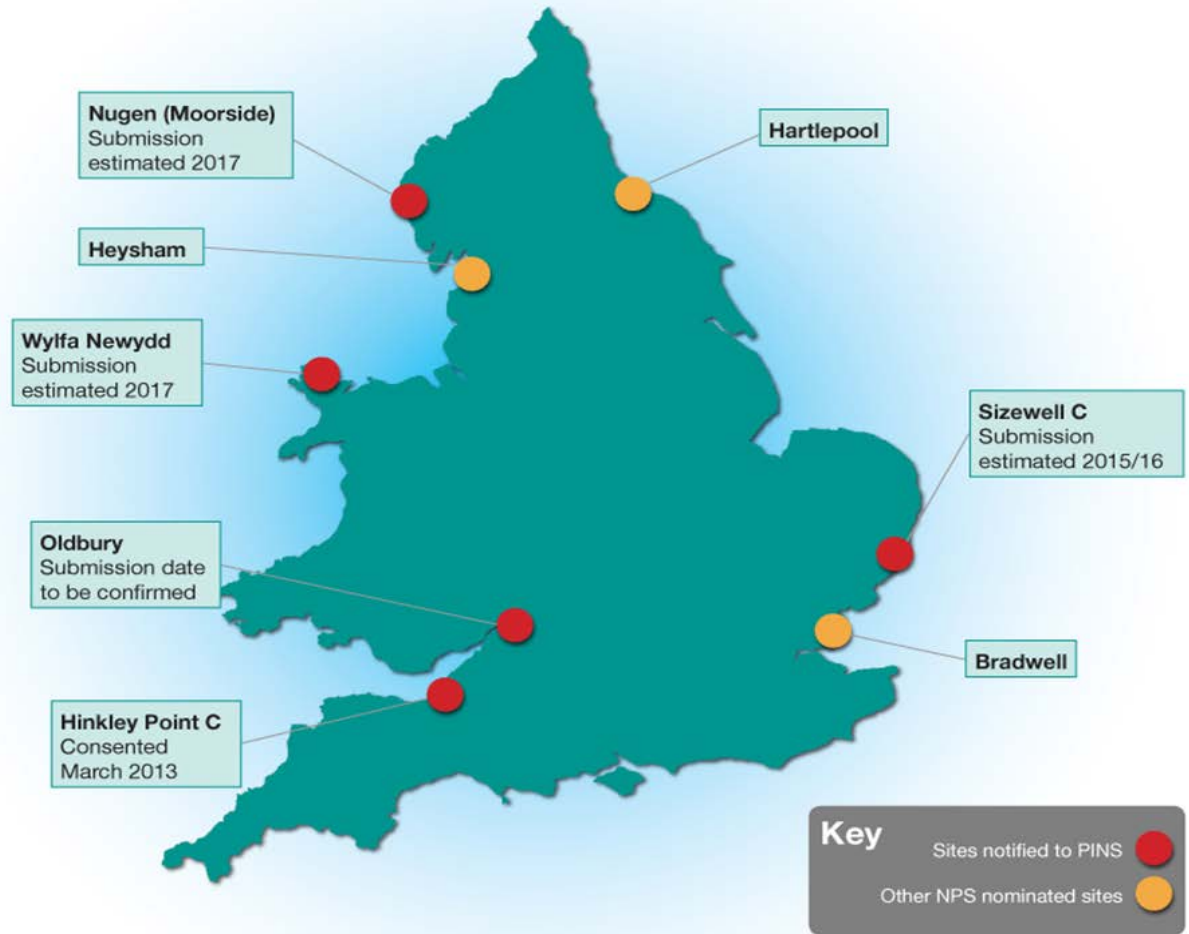 Nugen (Moorside)
Submission
estimated 2017
Hartlepool
Heysham
Wylfa Newydd
Submission
estimated 2017
Sizewell C
Submission
estimated 2015/16
Oldbury
Submission date
to be confirmed
Bradwell
Hinkley Point C
Consented
March 2013
Key
Sites notified to PINS
Other NPS nominated sites